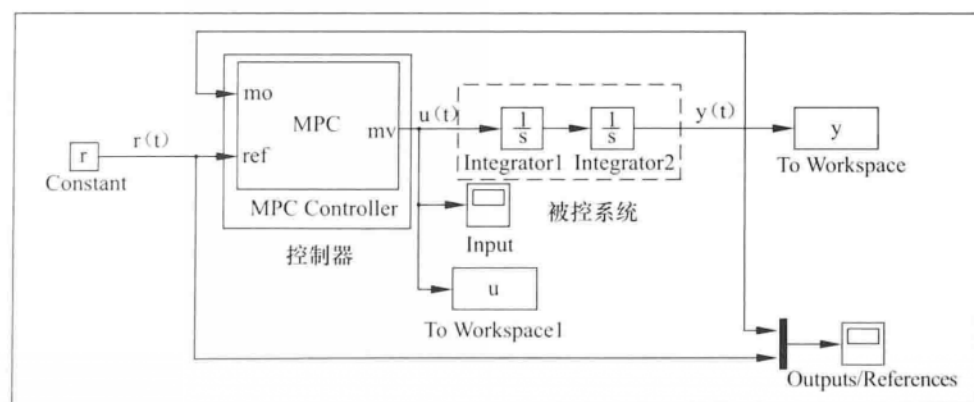 mo
MPC
mv
u(t)
1
s
1
s
y(t)
y
r(t)
r
ref
Integrator1
Integrator2
To Workspace
Constant
MPC Controller
被控系统
控制器
Input
u
To Workspace1
Outputs/References